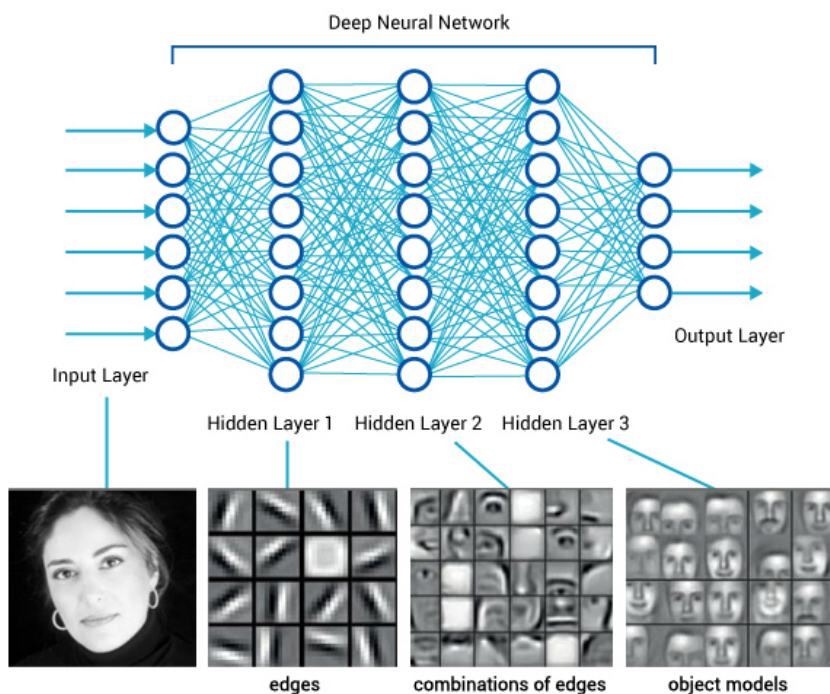 Deep Neural Network
Input Layer
Output Layer
Hidden Layer 1
Hidden Layer 2
Hidden Layer 3
edges
combinations of edges
object models